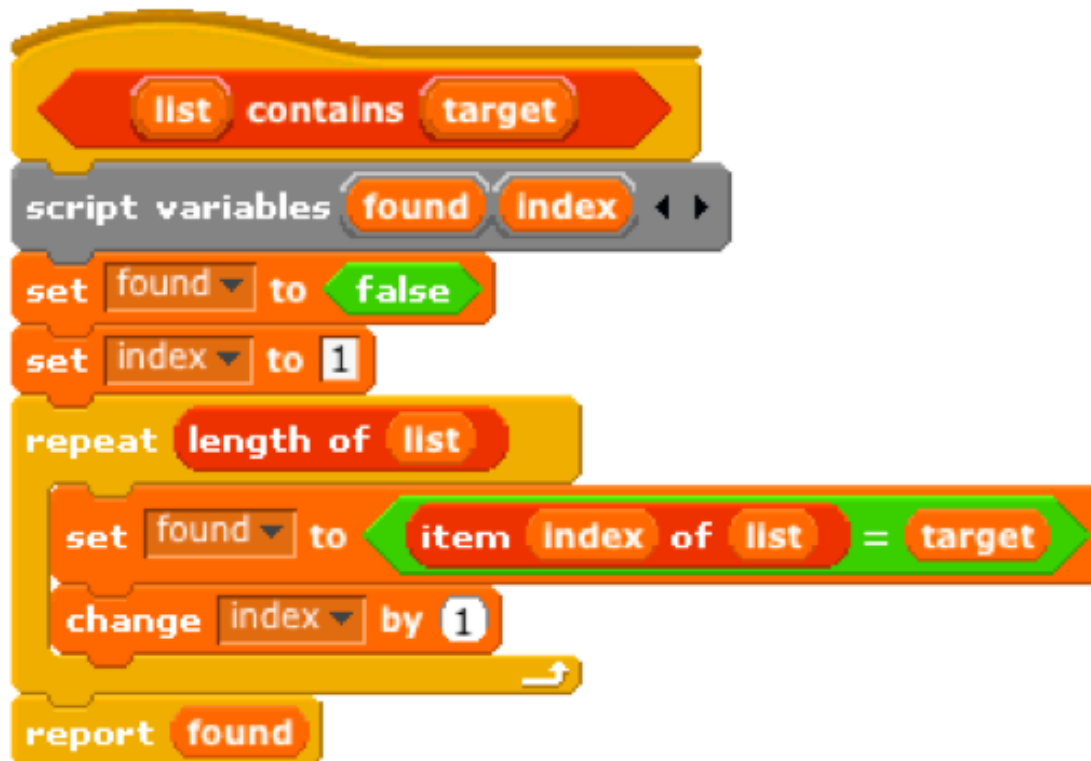 list contains target
script variables found index
set found to false
set index to 1
repeat length of list
set found to item index of list = target
change index by 1
report found